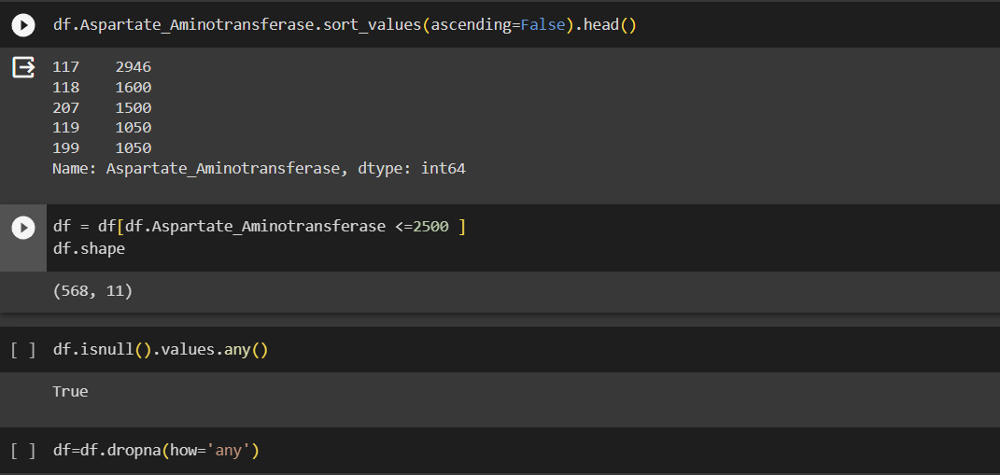 df.Aspartate_Aminotransferase.sort_values(ascending=False).head()
117    2946
118    1600
207    1500
119    1050
199    1050
Name: Aspartate_Aminotransferase, dtype: int64
df = df[df.Aspartate_Aminotransferase <=2500 ]
df.shape
(568, 11)
[ ] df.isnull().values.any()
True
[ ] df=df.dropna(how='any')